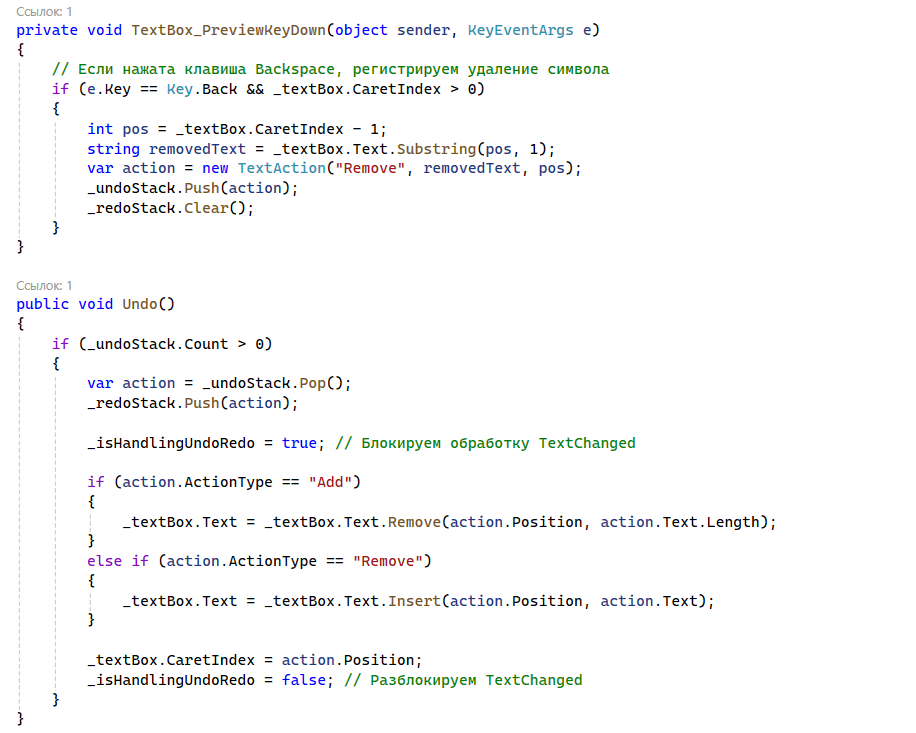 Ссылок: 1
private void TextBox_PreviewKeyDown(object sender, KeyEventArgs e)
{
    // Если нажата клавиша Backspace, регистрируем удаление символа
    if (e.Key == Key.Back && _textBox.CaretIndex > 0)
    {
        int pos = _textBox.CaretIndex - 1;
        string removedText = _textBox.Text.Substring(pos, 1);
        var action = new TextAction("Remove", removedText, pos);
        _undoStack.Push(action);
        _redoStack.Clear();
    }
}
Ссылок: 1
public void Undo()
{
    if (_undoStack.Count > 0)
    {
        var action = _undoStack.Pop();
        _redoStack.Push(action);
        _isHandlingUndoRedo = true; // Блокируем обработку TextChanged
        if (action.ActionType == "Add")
        {
            _textBox.Text = _textBox.Text.Remove(action.Position, action.Text.Length);
        }
        else if (action.ActionType == "Remove")
        {
            _textBox.Text = _textBox.Text.Insert(action.Position, action.Text);
        }
        _textBox.CaretIndex = action.Position;
        _isHandlingUndoRedo = false; // Разблокируем TextChanged
    }
}